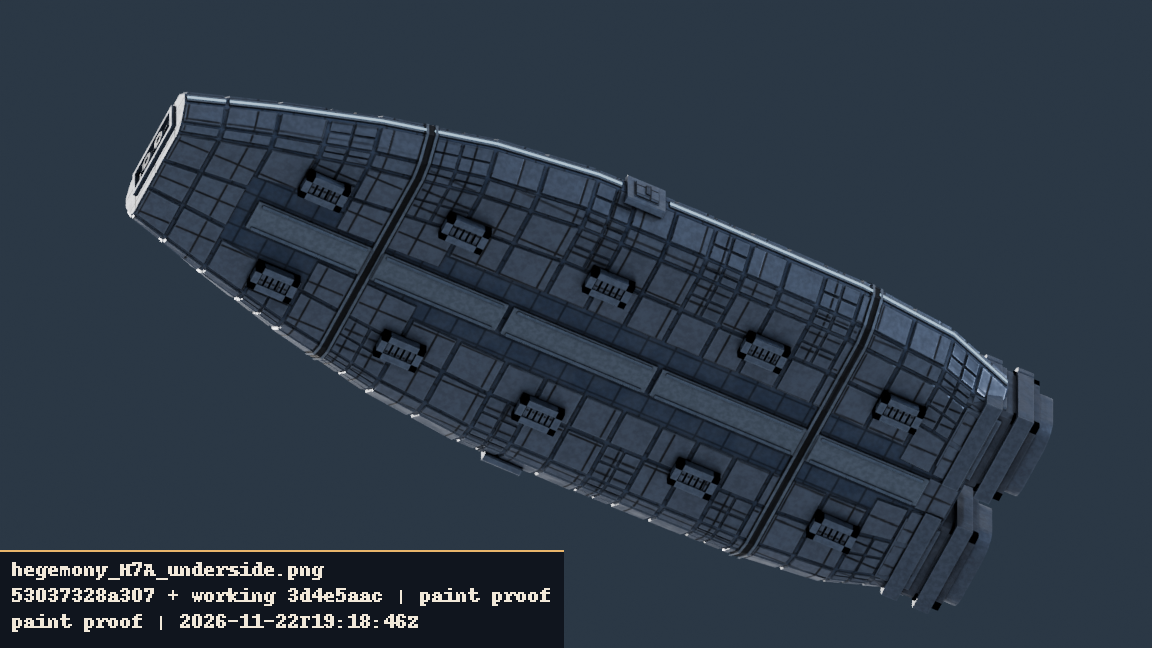 hegemony_H7A_underside.png
53037328a307 + working 3d4e5aac | paint proof
paint proof | 2026-11-22T19:18:46Z